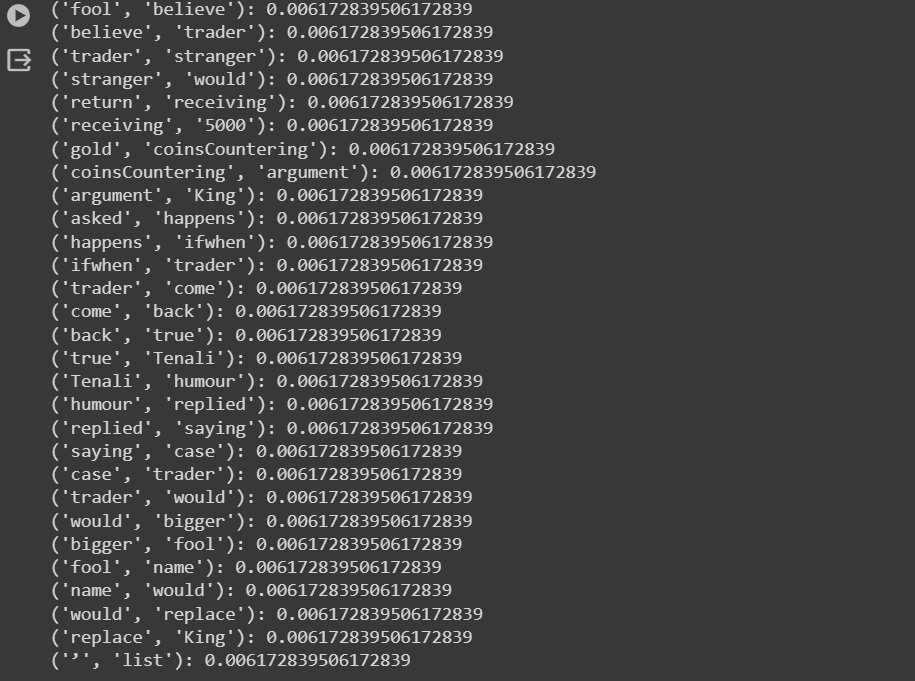 ('fool', 'believe'): 0.006172839506172839
('believe', 'trader'): 0.006172839506172839
('trader', 'stranger'): 0.006172839506172839
('stranger', 'would'): 0.006172839506172839
('return', 'receiving'): 0.006172839506172839
('receiving', '5000'): 0.006172839506172839
('gold', 'coinsCountering'): 0.006172839506172839
('coinsCountering', 'argument'): 0.006172839506172839
('argument', 'King'): 0.006172839506172839
('asked', 'happens'): 0.006172839506172839
('happens', 'ifwhen'): 0.006172839506172839
('ifwhen', 'trader'): 0.006172839506172839
('trader', 'come'): 0.006172839506172839
('come', 'back'): 0.006172839506172839
('back', 'true'): 0.006172839506172839
('true', 'Tenali'): 0.006172839506172839
('Tenali', 'humour'): 0.006172839506172839
('humour', 'replied'): 0.006172839506172839
('replied', 'saying'): 0.006172839506172839
('saying', 'case'): 0.006172839506172839
('case', 'trader'): 0.006172839506172839
('trader', 'would'): 0.006172839506172839
('would', 'bigger'): 0.006172839506172839
('bigger', 'fool'): 0.006172839506172839
('fool', 'name'): 0.006172839506172839
('name', 'would'): 0.006172839506172839
('would', 'replace'): 0.006172839506172839
('replace', 'King'): 0.006172839506172839
('’', 'list'): 0.006172839506172839